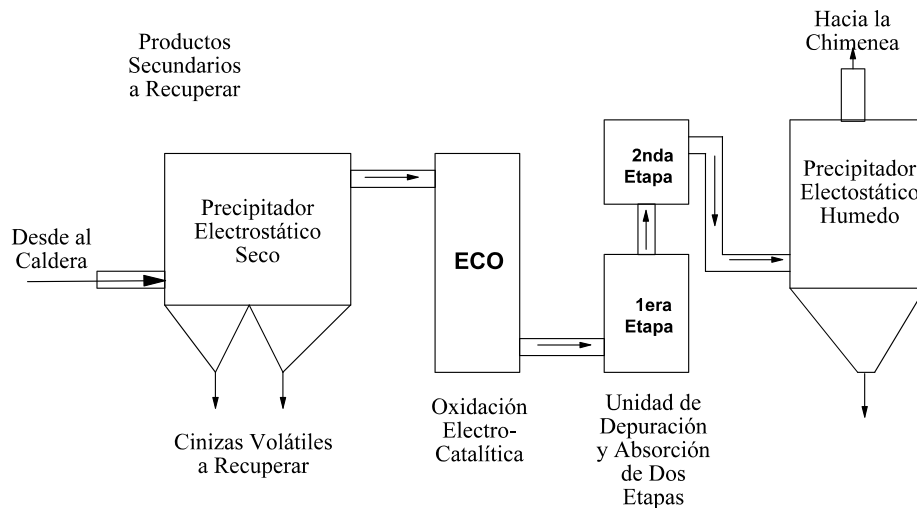 Productos
Secundarios
a Recuperar
Hacia la
Chimenea
Desde al
Caldera
Precipitador
Electrostático
Seco
ECO
2nda
Etapa
1era
Etapa
Precipitador
Electostático
Humedo
Cinizas Volátiles
a Recuperar
Oxidación
Electro-
Catalítica
Unidad de
Depuración
y Absorción
de Dos
Etapas